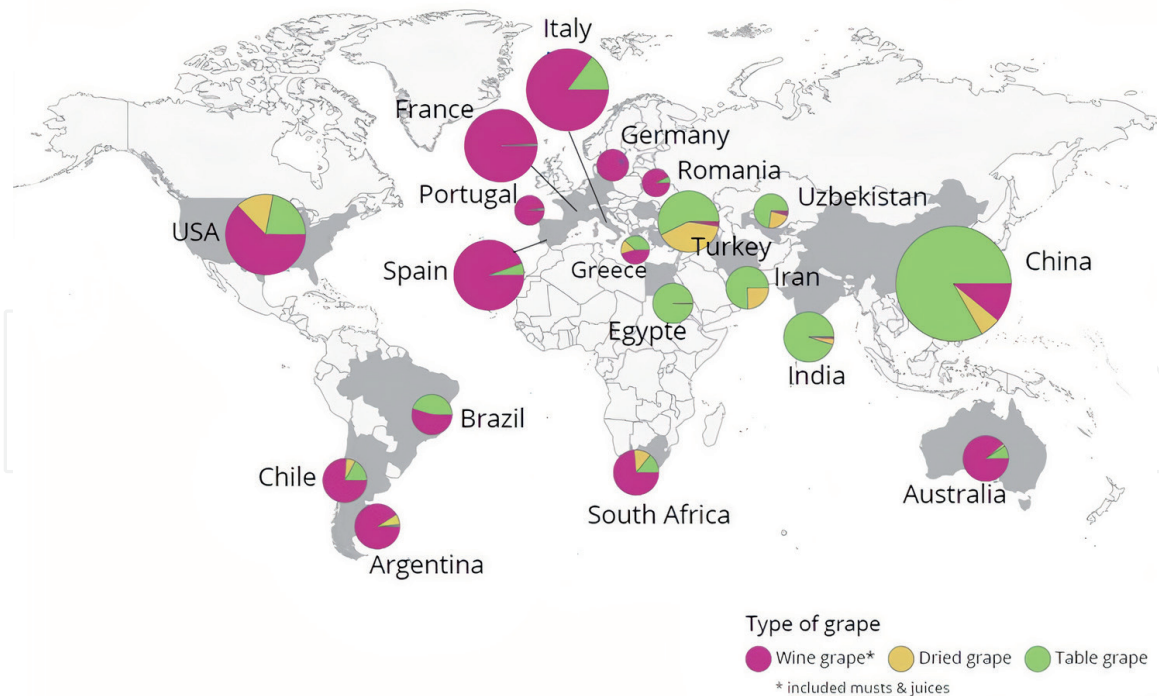 Italy
France
Germany
Romania
Portugal
Uzbekistan
USA
Turkey
China
Spain
Greece
Iran
Egypte
India
Brazil
Chile
Australia
South Africa
Argentina
Type of grape
Wine grape*
Dried grape
Table grape
* included musts & juices